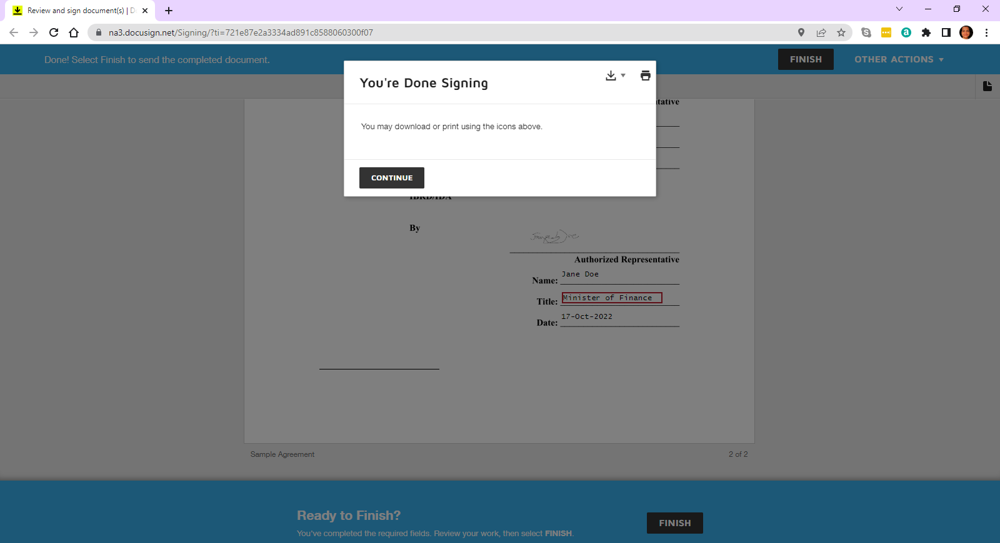 Review and sign document(s) | D
na3.docusign.net/Signing/?ti=721e87e2a3334ad891c8588060300f07
Done! Select Finish to send the completed document.
FINISH
OTHER ACTIONS
You're Done Signing
You may download or print using the icons above.
CONTINUE
tative
IBRD/IDA
By
Authorized Representative
Name: Jane Doe
Title: Minister of Finance
Date: 17-Oct-2022
Sample Agreement
2 of 2
Ready to Finish?
You've completed the required fields. Review your work, then select FINISH.
FINISH